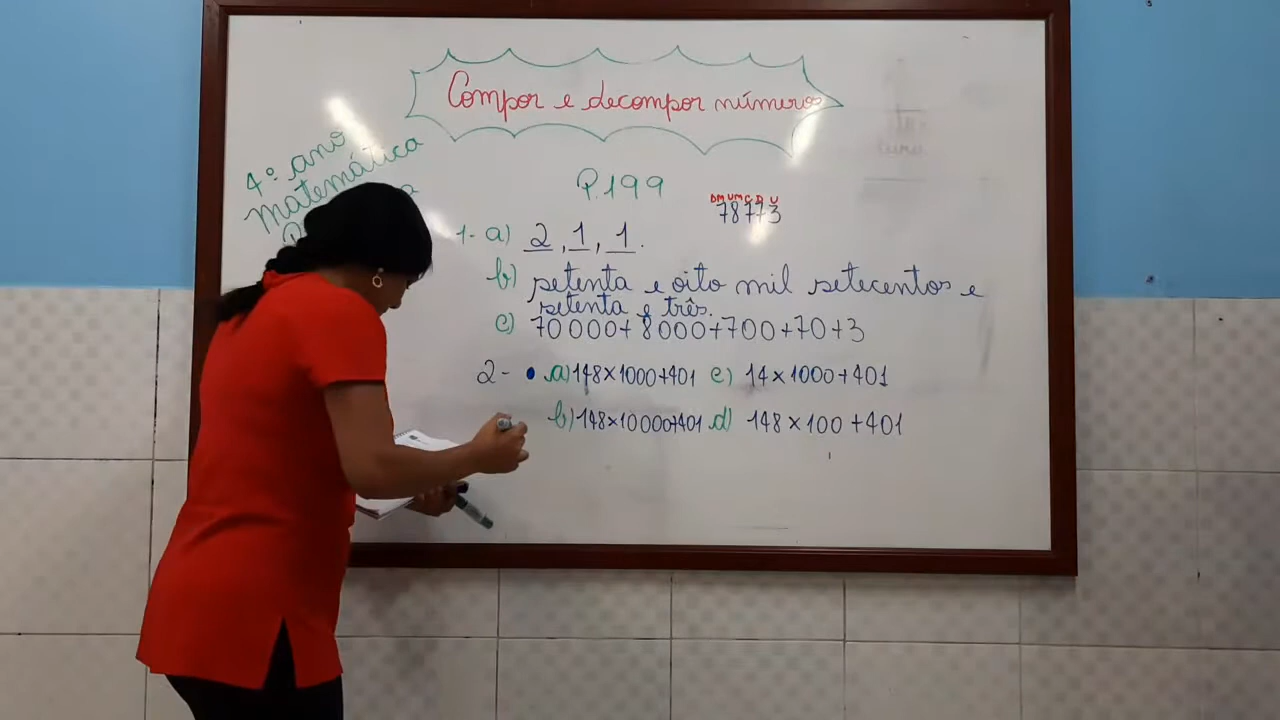 Compor e decompor números
4º ano
matemática
P.199
DM UM C D U
78773
1- a) 2, 1, 1.
b) setenta e oito mil setecentos e
setenta e três.
c) 70000+8000+700+70+3
2- • a) 148×1000+401 c) 14×1000+401
b) 148×10000+401 d) 148×100+401